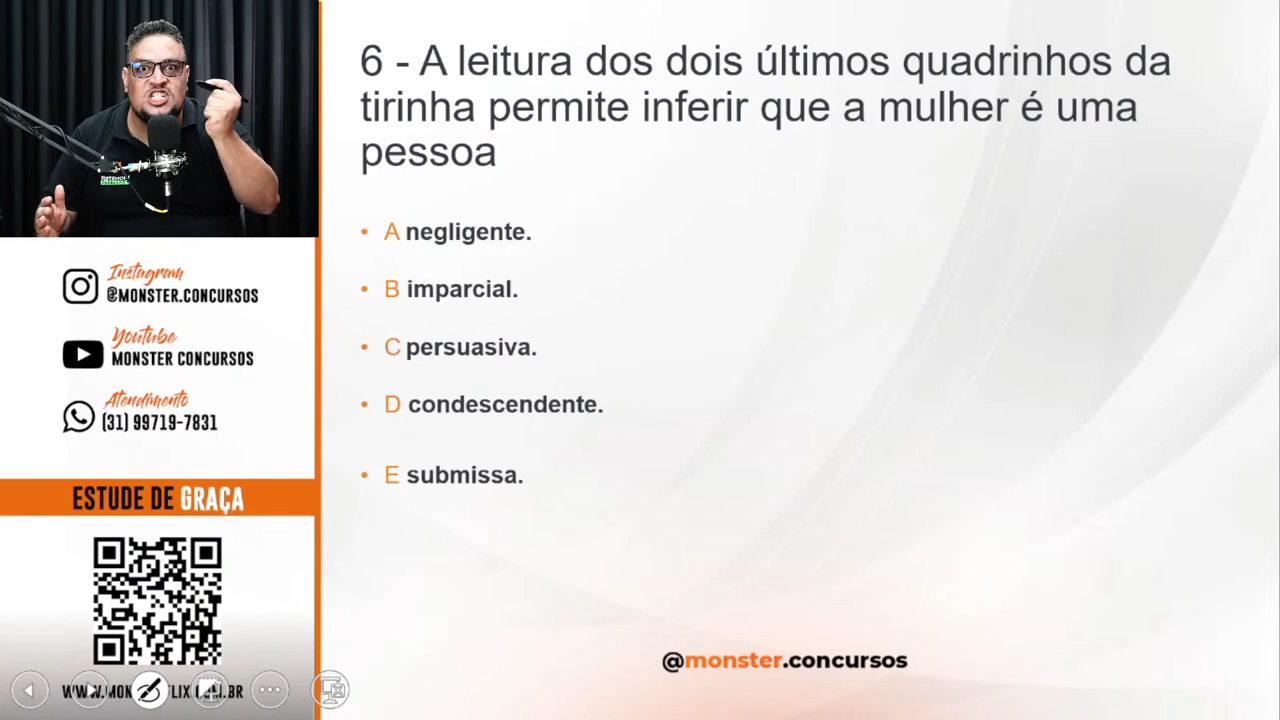 6 - A leitura dos dois últimos quadrinhos da
tirinha permite inferir que a mulher é uma
pessoa
• A negligente.
• B imparcial.
• C persuasiva.
• D condescendente.
• E submissa.
Instagram
@MONSTER.CONCURSOS
Youtube
MONSTER CONCURSOS
Atendimento
(31) 99719-7831
ESTUDE DE GRAÇA
@monster.concursos